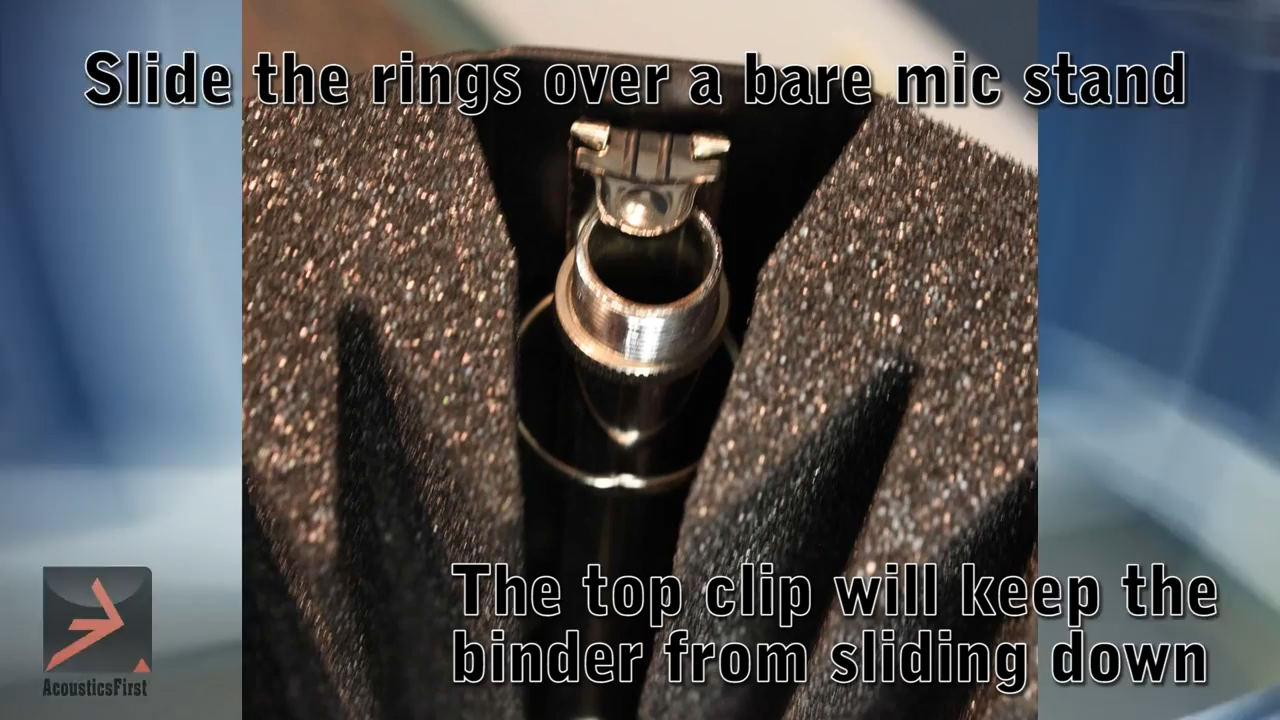 Slide the rings over a bare mic stand
The top clip will keep the
binder from sliding down
AcousticsFirst